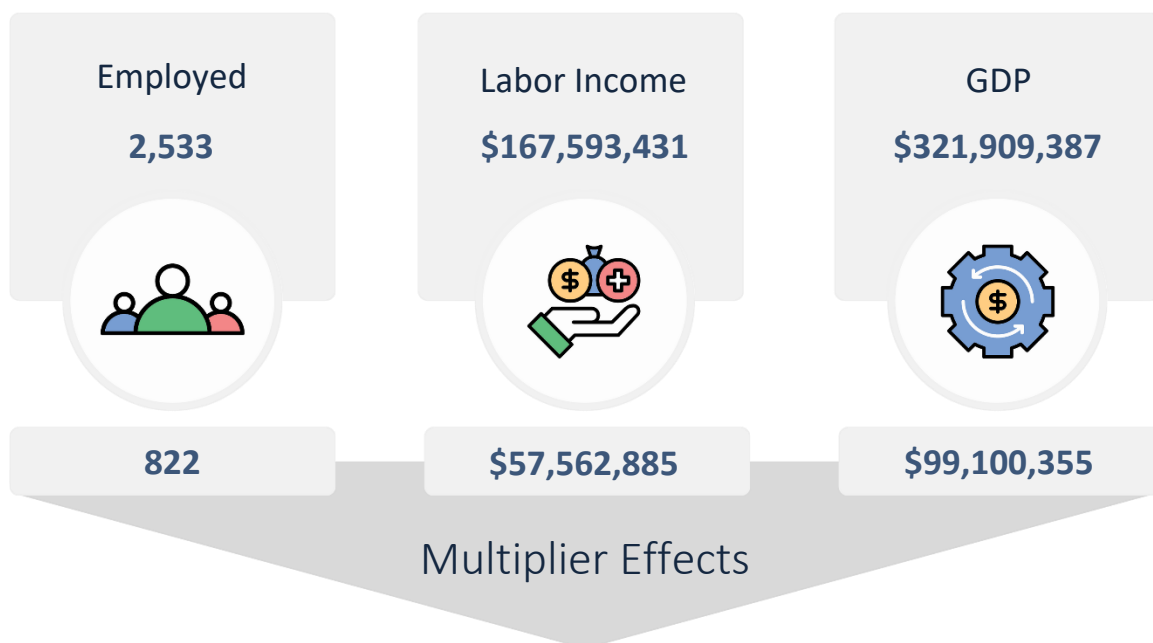 Employed
2,533
Labor Income
$167,593,431
GDP
$321,909,387
$
$
822
$57,562,885
$99,100,355
Multiplier Effects